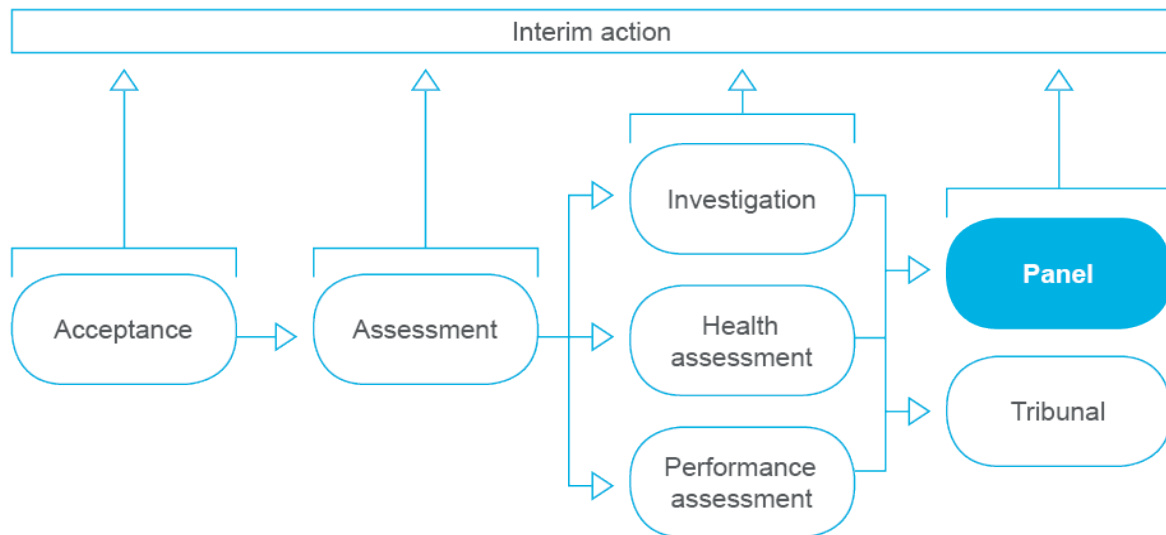 Interim action
Acceptance
Assessment
Investigation
Health
assessment
Performance
assessment
Panel
Tribunal